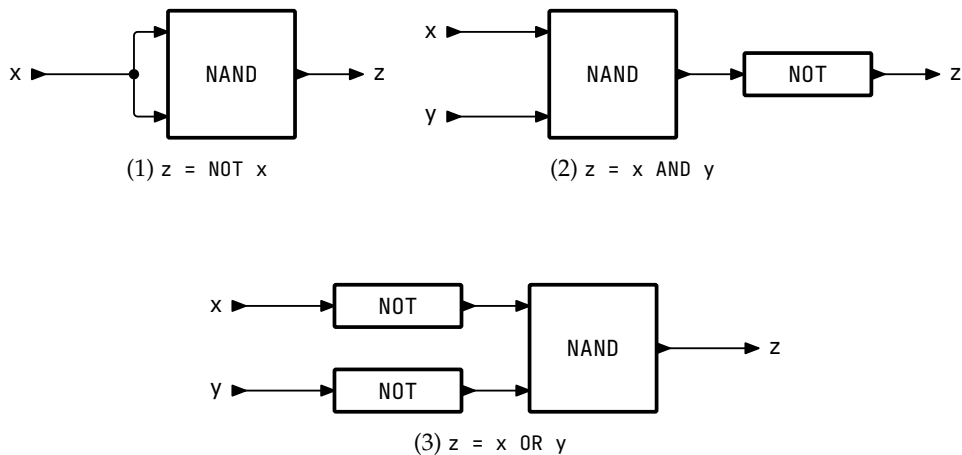 x NAND z
(1) z = NOT x
x
NAND NOT z
y
(2) z = x AND y
x NOT
NAND z
y NOT
(3) z = x OR y